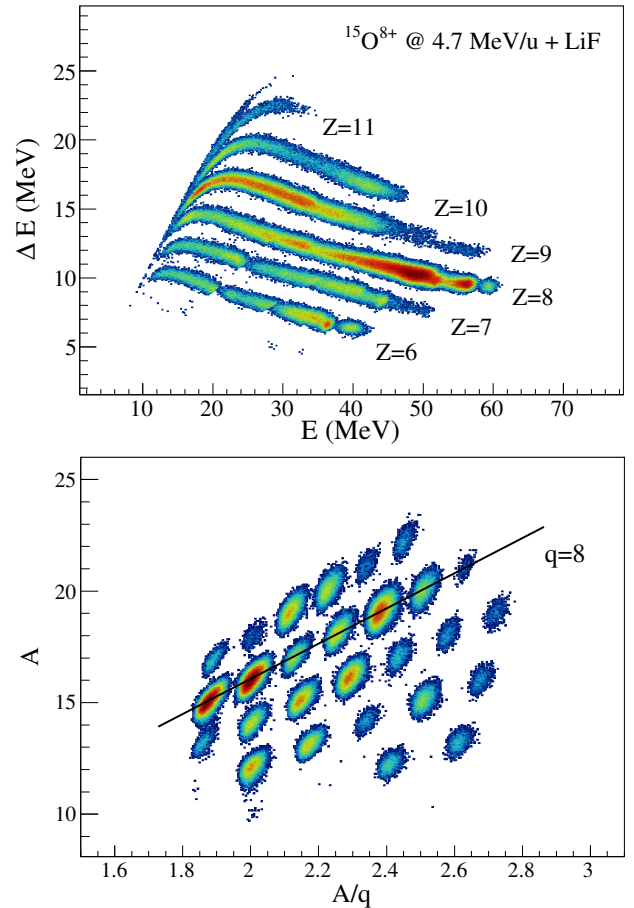 ¹⁵O⁸⁺ @ 4.7 MeV/u + LiF
25
20
15
10
5
Δ E (MeV)
Z=11
Z=10
Z=9
Z=8
Z=7
Z=6
10 20 30 40 50 60 70
E (MeV)
25
20
15
10
A
q=8
1.6 1.8 2 2.2 2.4 2.6 2.8 3
A/q